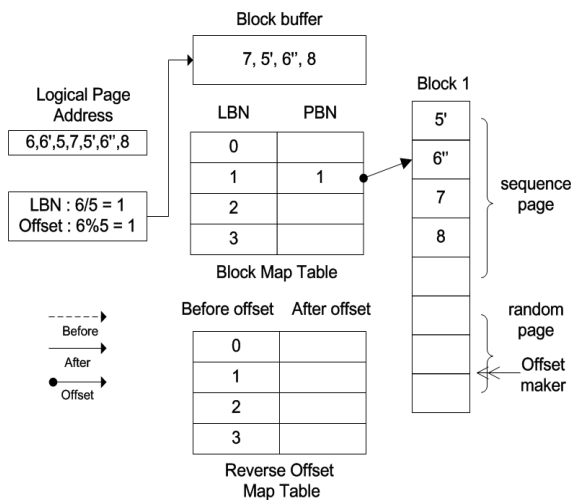 Block buffer
7, 5', 6", 8
Logical Page
Address
6,6',5,7,5',6",8
LBN : 6/5 = 1
Offset : 6%5 = 1
LBN PBN
0
1 1
2
3
Block Map Table
Block 1
5'
6"
7
8
sequence
page
random
page
Offset
maker
Before
After
Offset
Before offset After offset
0
1
2
3
Reverse Offset
Map Table